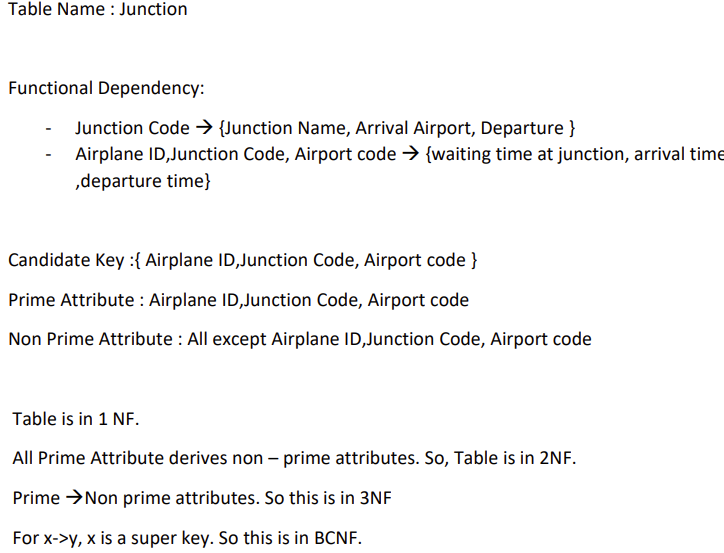 Table Name : Junction
Functional Dependency:
- Junction Code → {Junction Name, Arrival Airport, Departure }
- Airplane ID,Junction Code, Airport code → {waiting time at junction, arrival time
,departure time}
Candidate Key :{ Airplane ID,Junction Code, Airport code }
Prime Attribute : Airplane ID,Junction Code, Airport code
Non Prime Attribute : All except Airplane ID,Junction Code, Airport code
Table is in 1 NF.
All Prime Attribute derives non – prime attributes. So, Table is in 2NF.
Prime →Non prime attributes. So this is in 3NF
For x->y, x is a super key. So this is in BCNF.